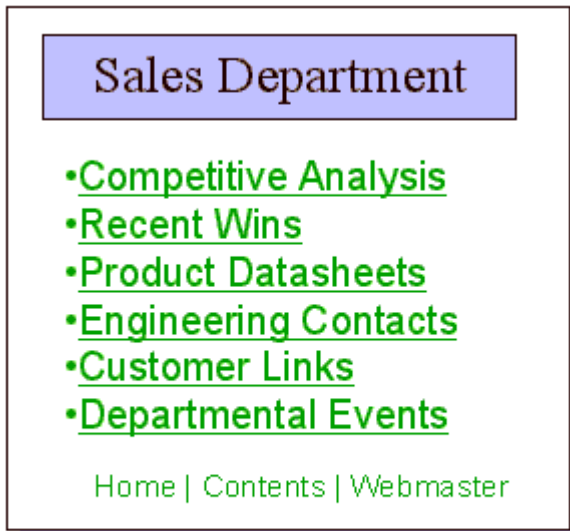 Sales Department
•Competitive Analysis
•Recent Wins
•Product Datasheets
•Engineering Contacts
•Customer Links
•Departmental Events
Home | Contents | Webmaster